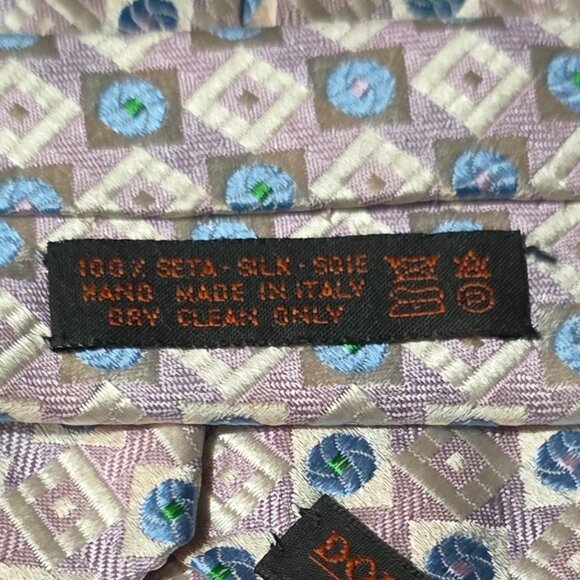 100% SETA · SILK · SOIE
HAND MADE IN ITALY
DRY CLEAN ONLY